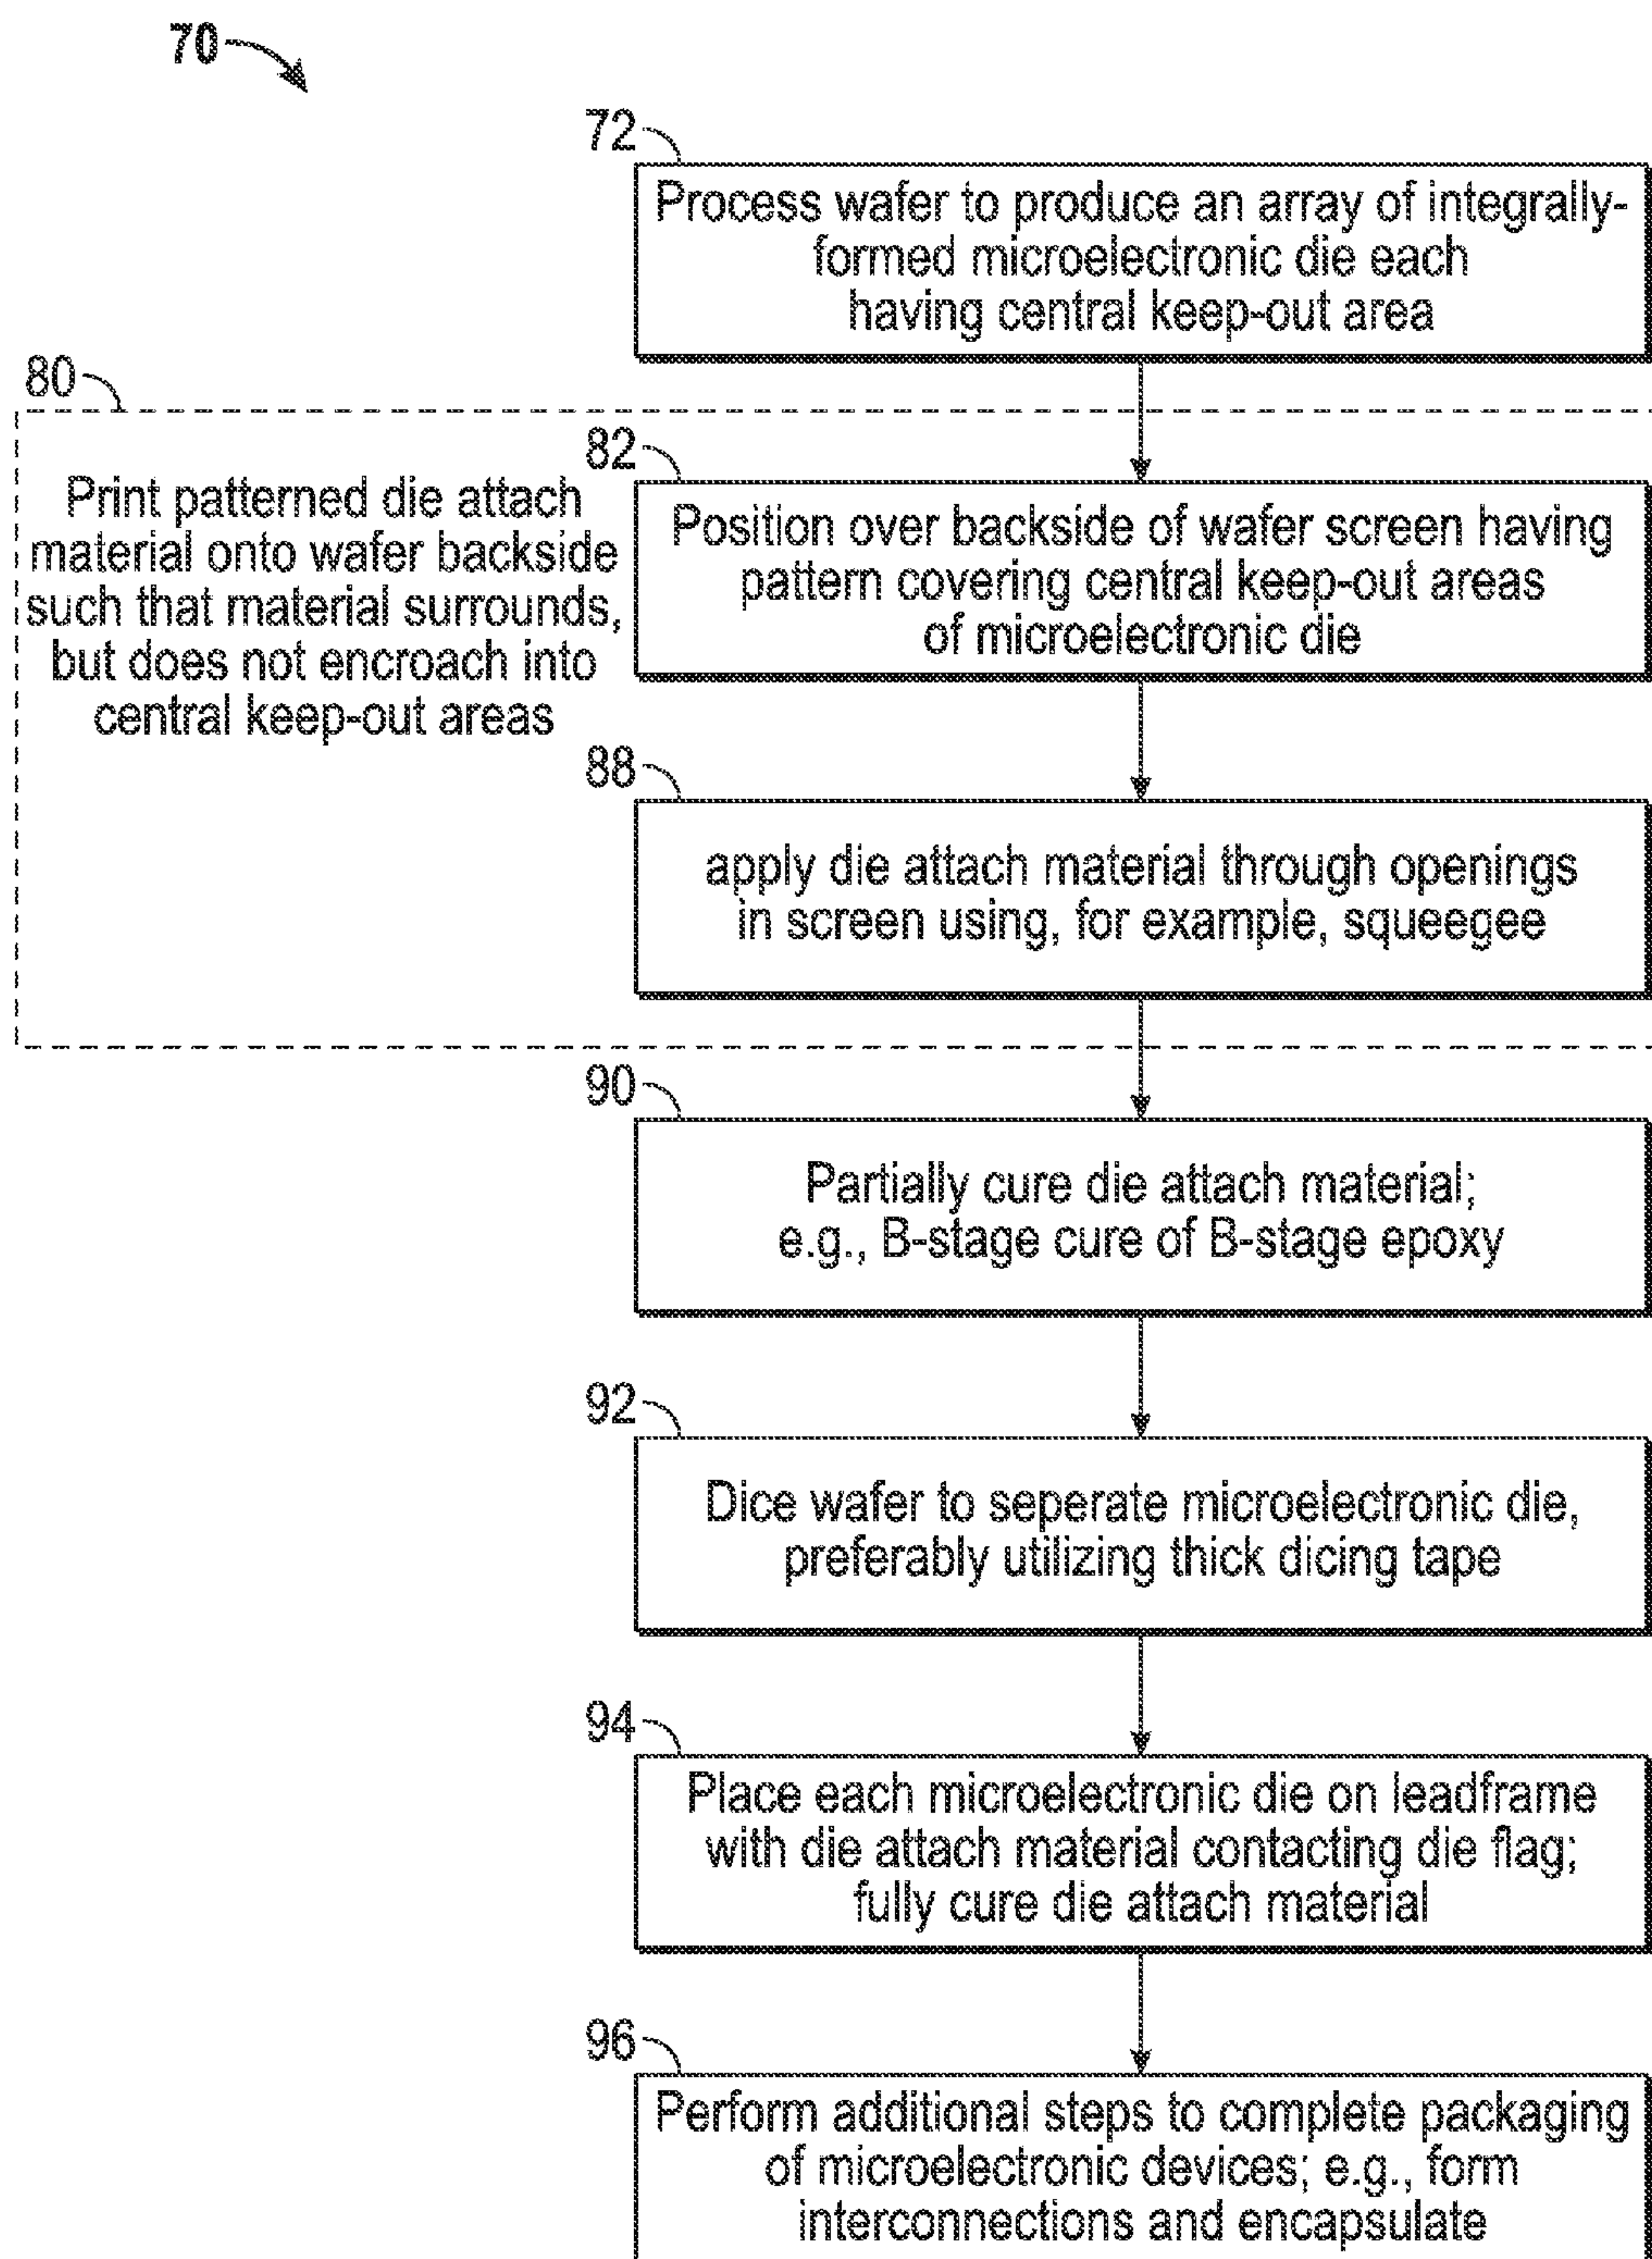 70
72
Process wafer to produce an array of integrally-
formed microelectronic die each
having central keep-out area
80
Print patterned die attach
material onto wafer backside
such that material surrounds,
but does not encroach into
central keep-out areas
82
Position over backside of wafer screen having
pattern covering central keep-out areas
of microelectronic die
88
apply die attach material through openings
in screen using, for example, squeegee
90
Partially cure die attach material;
e.g., B-stage cure of B-stage epoxy
92
Dice wafer to seperate microelectronic die,
preferably utilizing thick dicing tape
94
Place each microelectronic die on leadframe
with die attach material contacting die flag;
fully cure die attach material
96
Perform additional steps to complete packaging
of microelectronic devices; e.g., form
interconnections and encapsulate